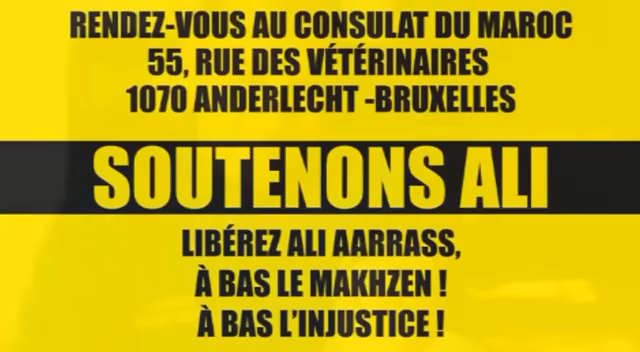 RENDEZ-VOUS AU CONSULAT DU MAROC
55, RUE DES VÉTÉRINAIRES
1070 ANDERLECHT -BRUXELLES
SOUTENONS ALI
LIBÉREZ ALI AARRASS,
À BAS LE MAKHZEN !
À BAS L'INJUSTICE !